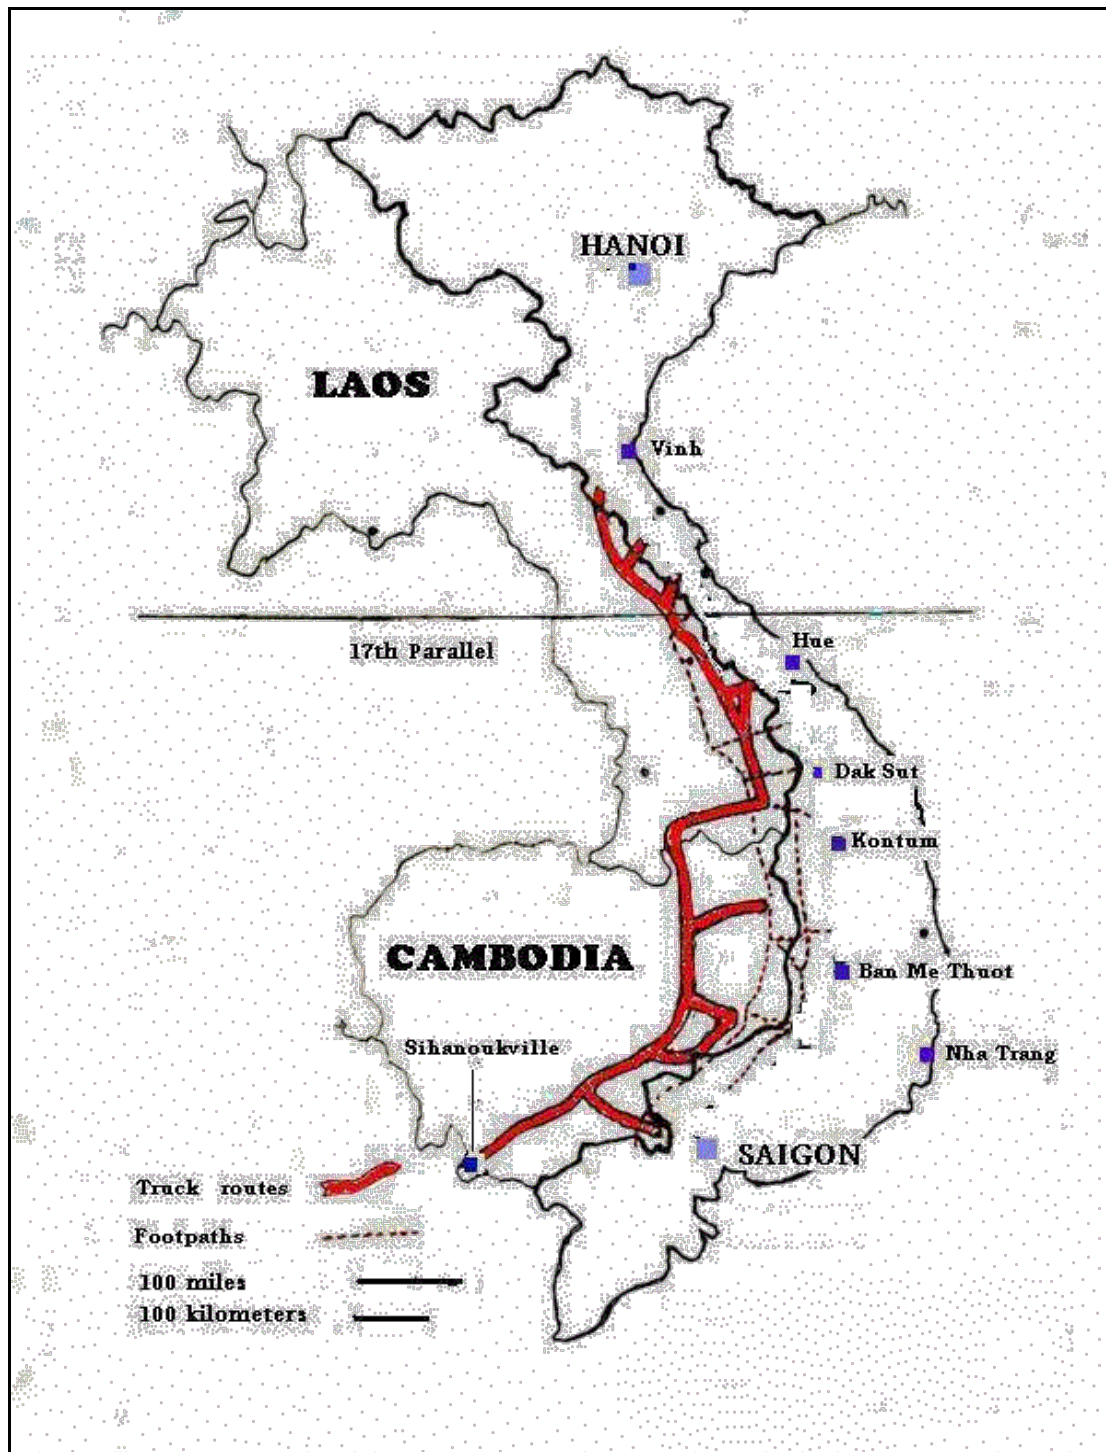 HANOI
LAOS
Vinh
17th Parallel
Hue
Dak Sut
Kontum
CAMBODIA
Ban Me Thuot
Sihanoukville
Nha Trang
SAIGON
Truck routes
Footpaths
100 miles
100 kilometers